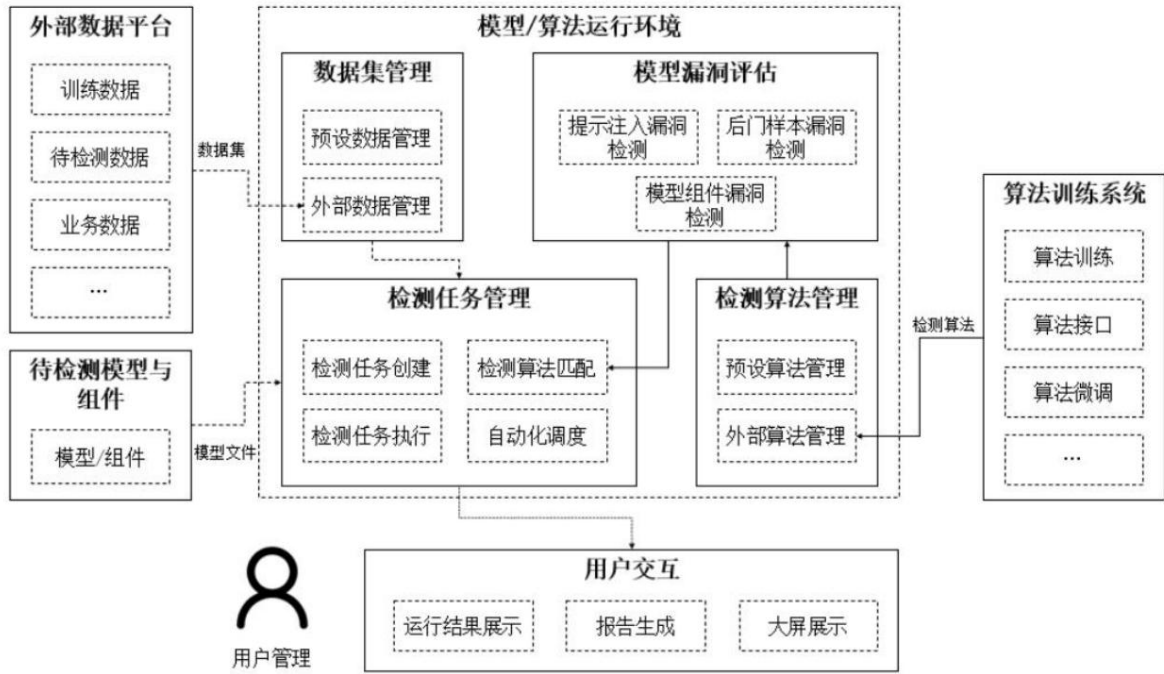 外部数据平台
训练数据
待检测数据
业务数据
...
待检测模型与
组件
模型/组件
数据集
模型文件
模型/算法运行环境
数据集管理
预设数据管理
外部数据管理
模型漏洞评估
提示注入漏洞
检测
后门样本漏洞
检测
模型组件漏洞
检测
检测任务管理
检测任务创建
检测算法匹配
检测任务执行
自动化调度
检测算法管理
预设算法管理
外部算法管理
检测算法
算法训练系统
算法训练
算法接口
算法微调
...
用户管理
用户交互
运行结果展示
报告生成
大屏展示